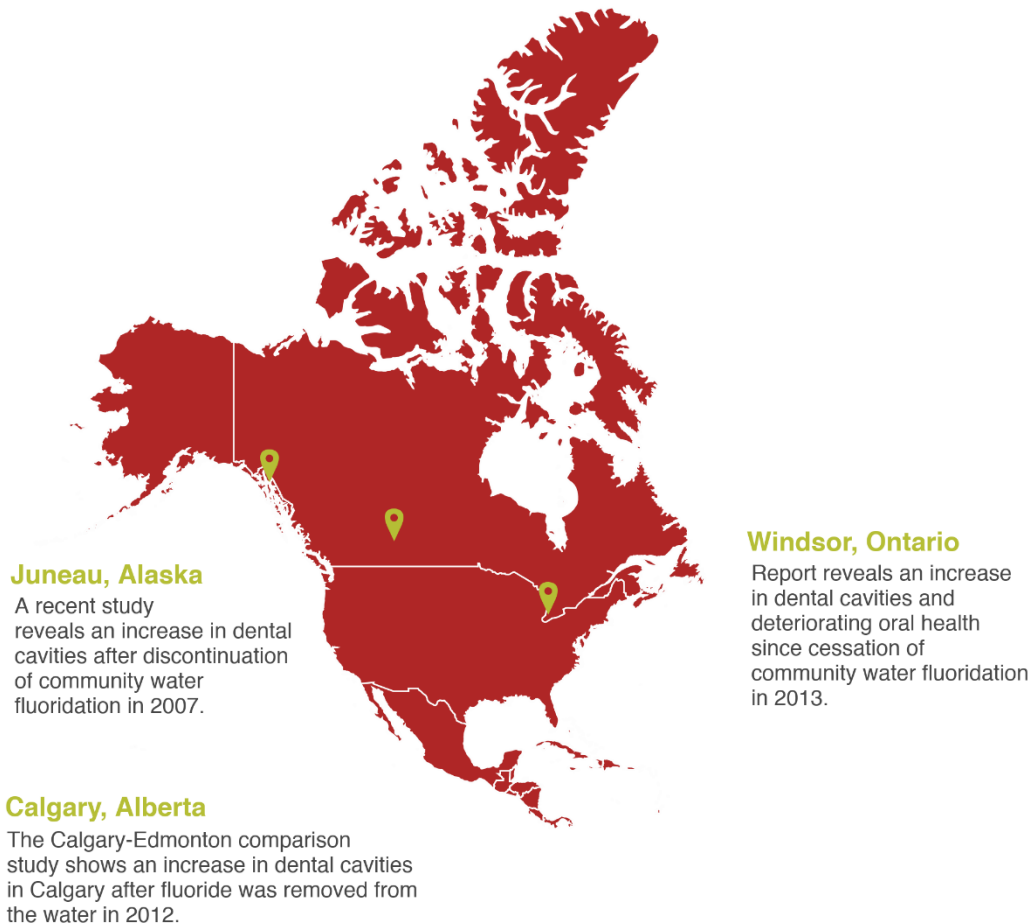 Juneau, Alaska
A recent study
reveals an increase in dental
cavities after discontinuation
of community water
fluoridation in 2007.
Windsor, Ontario
Report reveals an increase
in dental cavities and
deteriorating oral health
since cessation of
community water fluoridation
in 2013.
Calgary, Alberta
The Calgary-Edmonton comparison
study shows an increase in dental cavities
in Calgary after fluoride was removed from
the water in 2012.